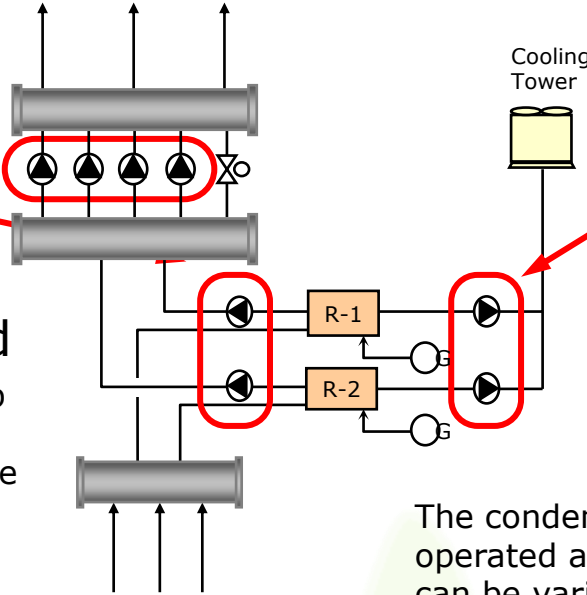 Cooling
Tower
R-1
G
R-2
G
The conden
operated a
can be vari